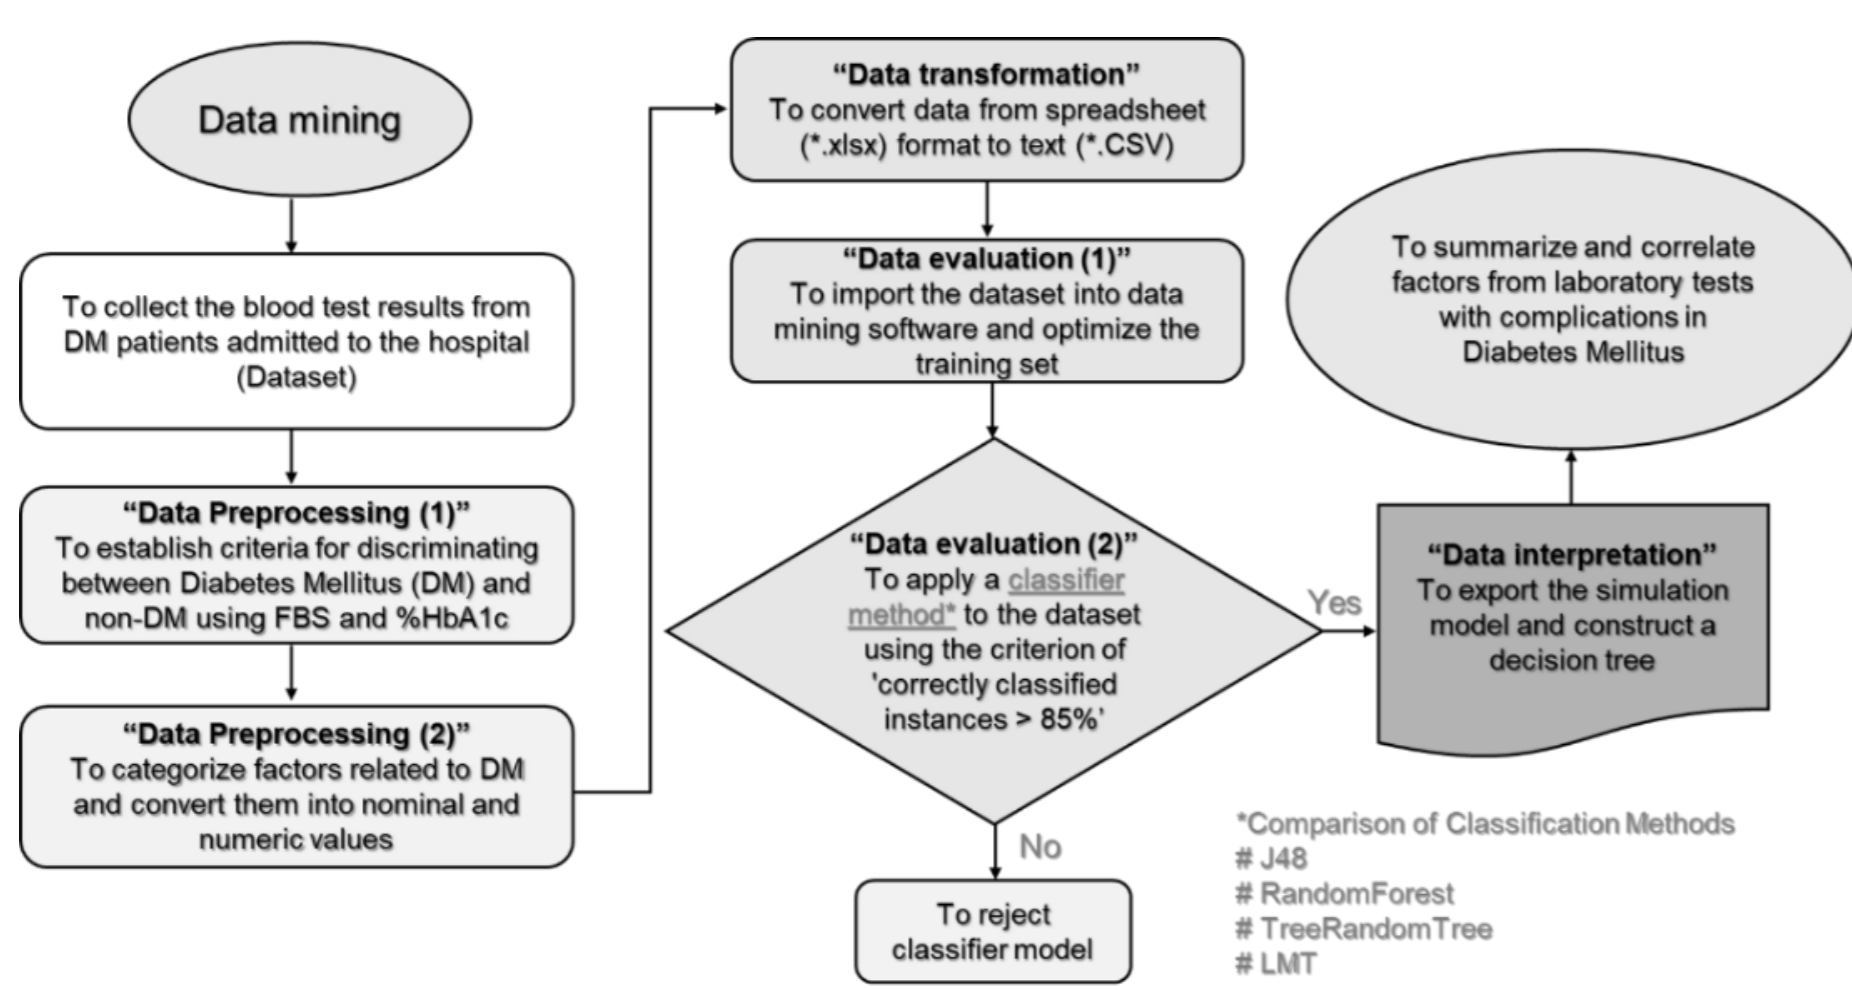 Data mining
To collect the blood test results from
DM patients admitted to the hospital
(Dataset)
“Data Preprocessing (1)”
To establish criteria for discriminating
between Diabetes Mellitus (DM) and
non-DM using FBS and %HbA1c
“Data Preprocessing (2)”
To categorize factors related to DM
and convert them into nominal and
numeric values
“Data transformation”
To convert data from spreadsheet
(*.xlsx) format to text (*.CSV)
“Data evaluation (1)”
To import the dataset into data
mining software and optimize the
training set
“Data evaluation (2)”
To apply a classifier
method* to the dataset
using the criterion of
'correctly classified
instances > 85%’
Yes
No
To reject
classifier model
“Data interpretation”
To export the simulation
model and construct a
decision tree
To summarize and correlate
factors from laboratory tests
with complications in
Diabetes Mellitus
*Comparison of Classification Methods
# J48
# RandomForest
# TreeRandomTree
# LMT